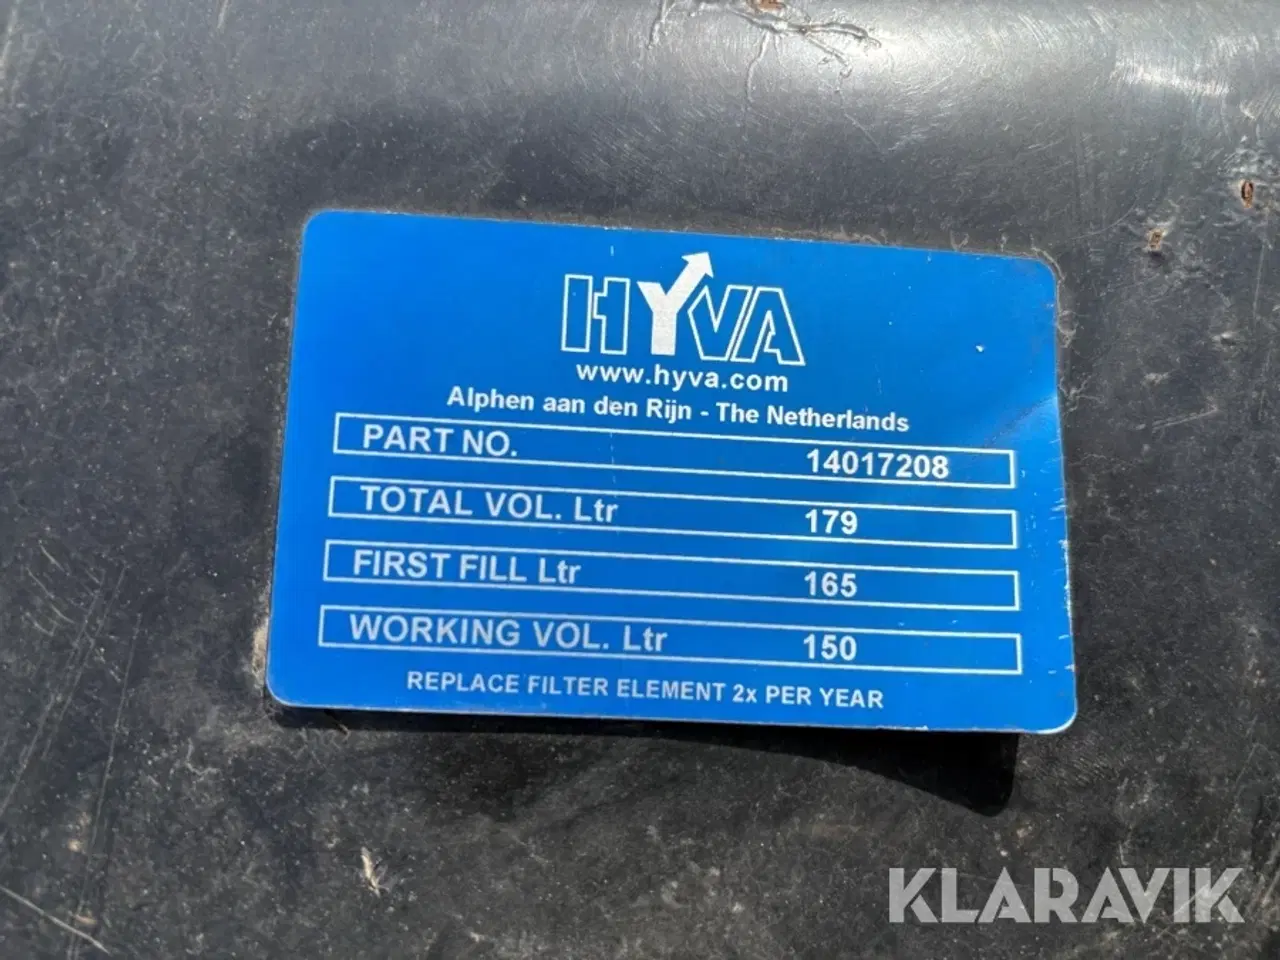 HYVA
www.hyva.com
Alphen aan den Rijn - The Netherlands
PART NO. 14017208
TOTAL VOL. Ltr 179
FIRST FILL Ltr 165
WORKING VOL. Ltr 150
REPLACE FILTER ELEMENT 2x PER YEAR
KLARAVIK